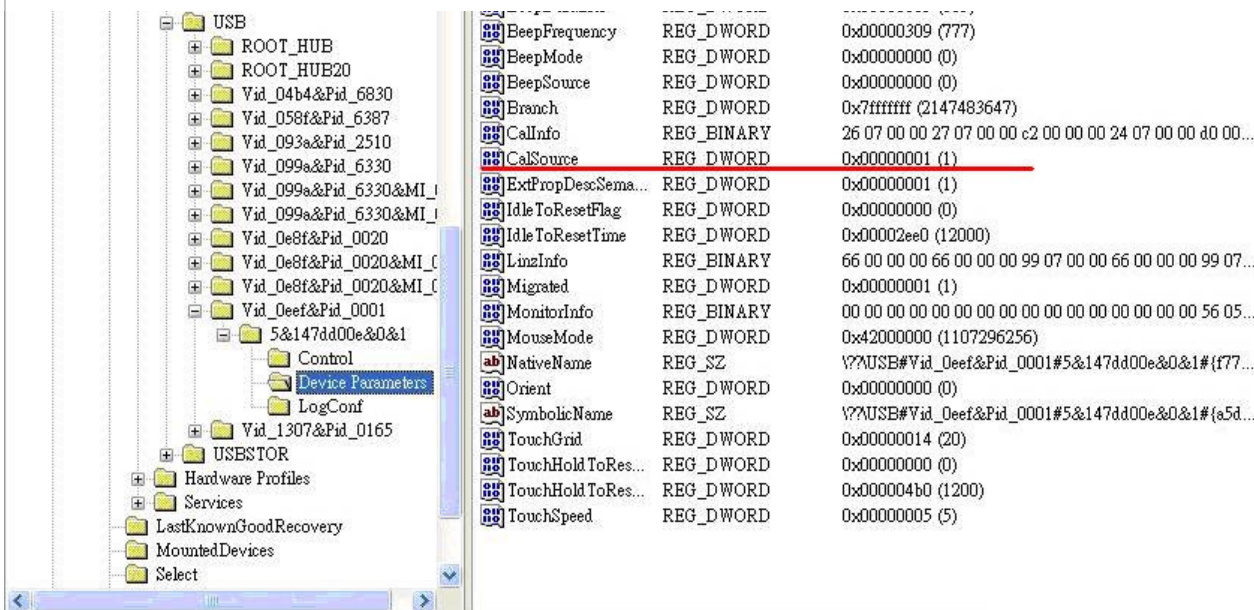 USB
ROOT_HUB
ROOT_HUB20
Vid_04b4&Pid_6830
Vid_058f&Pid_6387
Vid_093a&Pid_2510
Vid_099a&Pid_6330
Vid_099a&Pid_6330&MI_
Vid_099a&Pid_6330&MI_
Vid_0e8f&Pid_0020
Vid_0e8f&Pid_0020&MI_0
Vid_0e8f&Pid_0020&MI_0
Vid_0eef&Pid_0001
5&147dd00e&0&1
Control
Device Parameters
LogConf
Vid_1307&Pid_0165
USBSTOR
Hardware Profiles
Services
LastKnownGoodRecovery
MountedDevices
Select
BeepFrequency REG_DWORD 0x00000309 (777)
BeepMode REG_DWORD 0x00000000 (0)
BeepSource REG_DWORD 0x00000000 (0)
Branch REG_DWORD 0x7fffffff (2147483647)
CalInfo REG_BINARY 26 07 00 00 27 07 00 00 c2 00 00 00 24 07 00 00 d0 00...
CalSource REG_DWORD 0x00000001 (1)
ExtPropDescSema... REG_DWORD 0x00000001 (1)
IdleToResetFlag REG_DWORD 0x00000000 (0)
IdleToResetTime REG_DWORD 0x00002ee0 (12000)
LinzInfo REG_BINARY 66 00 00 00 66 00 00 00 99 07 00 00 66 00 00 00 99 07...
Migrated REG_DWORD 0x00000001 (1)
MonitorInfo REG_BINARY 00 00 00 00 00 00 00 00 00 00 00 00 00 00 00 00 56 05...
MouseMode REG_DWORD 0x42000000 (1107296256)
NativeName REG_SZ \??\USB#Vid_0eef&Pid_0001#5&147dd00e&0&1#{f77...
Orient REG_DWORD 0x00000000 (0)
SymbolicName REG_SZ \??\USB#Vid_0eef&Pid_0001#5&147dd00e&0&1#{a5d...
TouchGrid REG_DWORD 0x00000014 (20)
TouchHoldToRes... REG_DWORD 0x00000000 (0)
TouchHoldToRes... REG_DWORD 0x000004b0 (1200)
TouchSpeed REG_DWORD 0x00000005 (5)